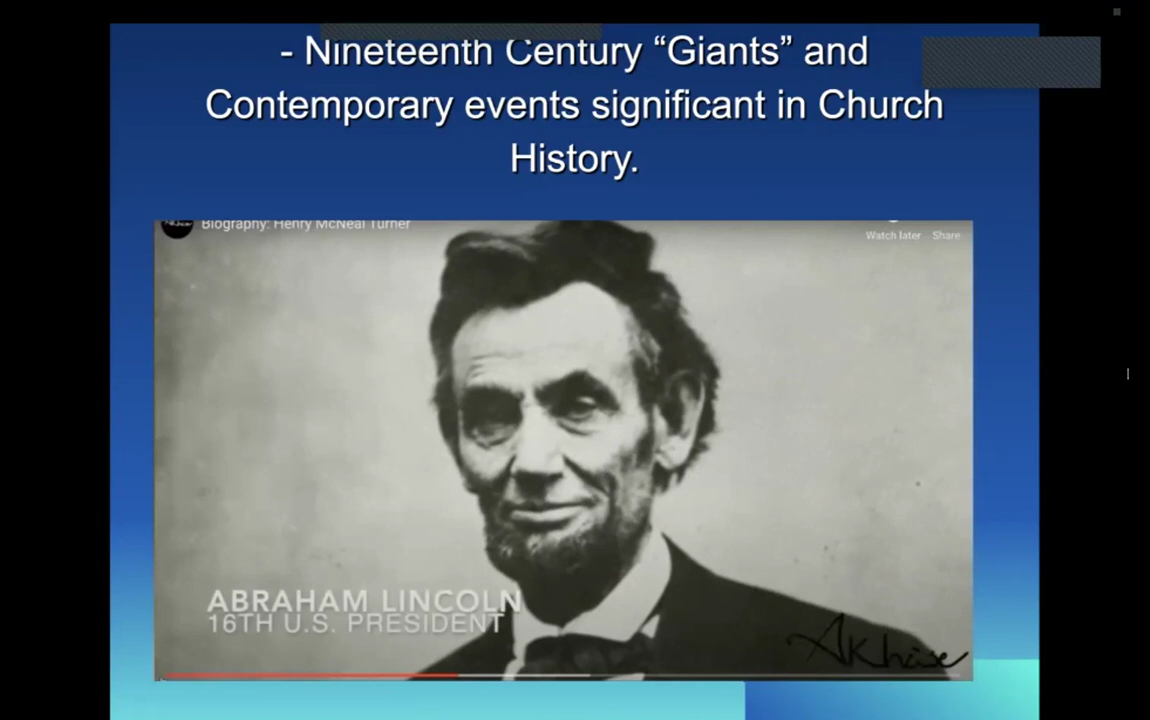 - Nineteenth Century “Giants” and
Contemporary events significant in Church
History.
Biography: Henry McNeal Turner
Watch later Share
ABRAHAM LINCOLN
16TH U.S. PRESIDENT